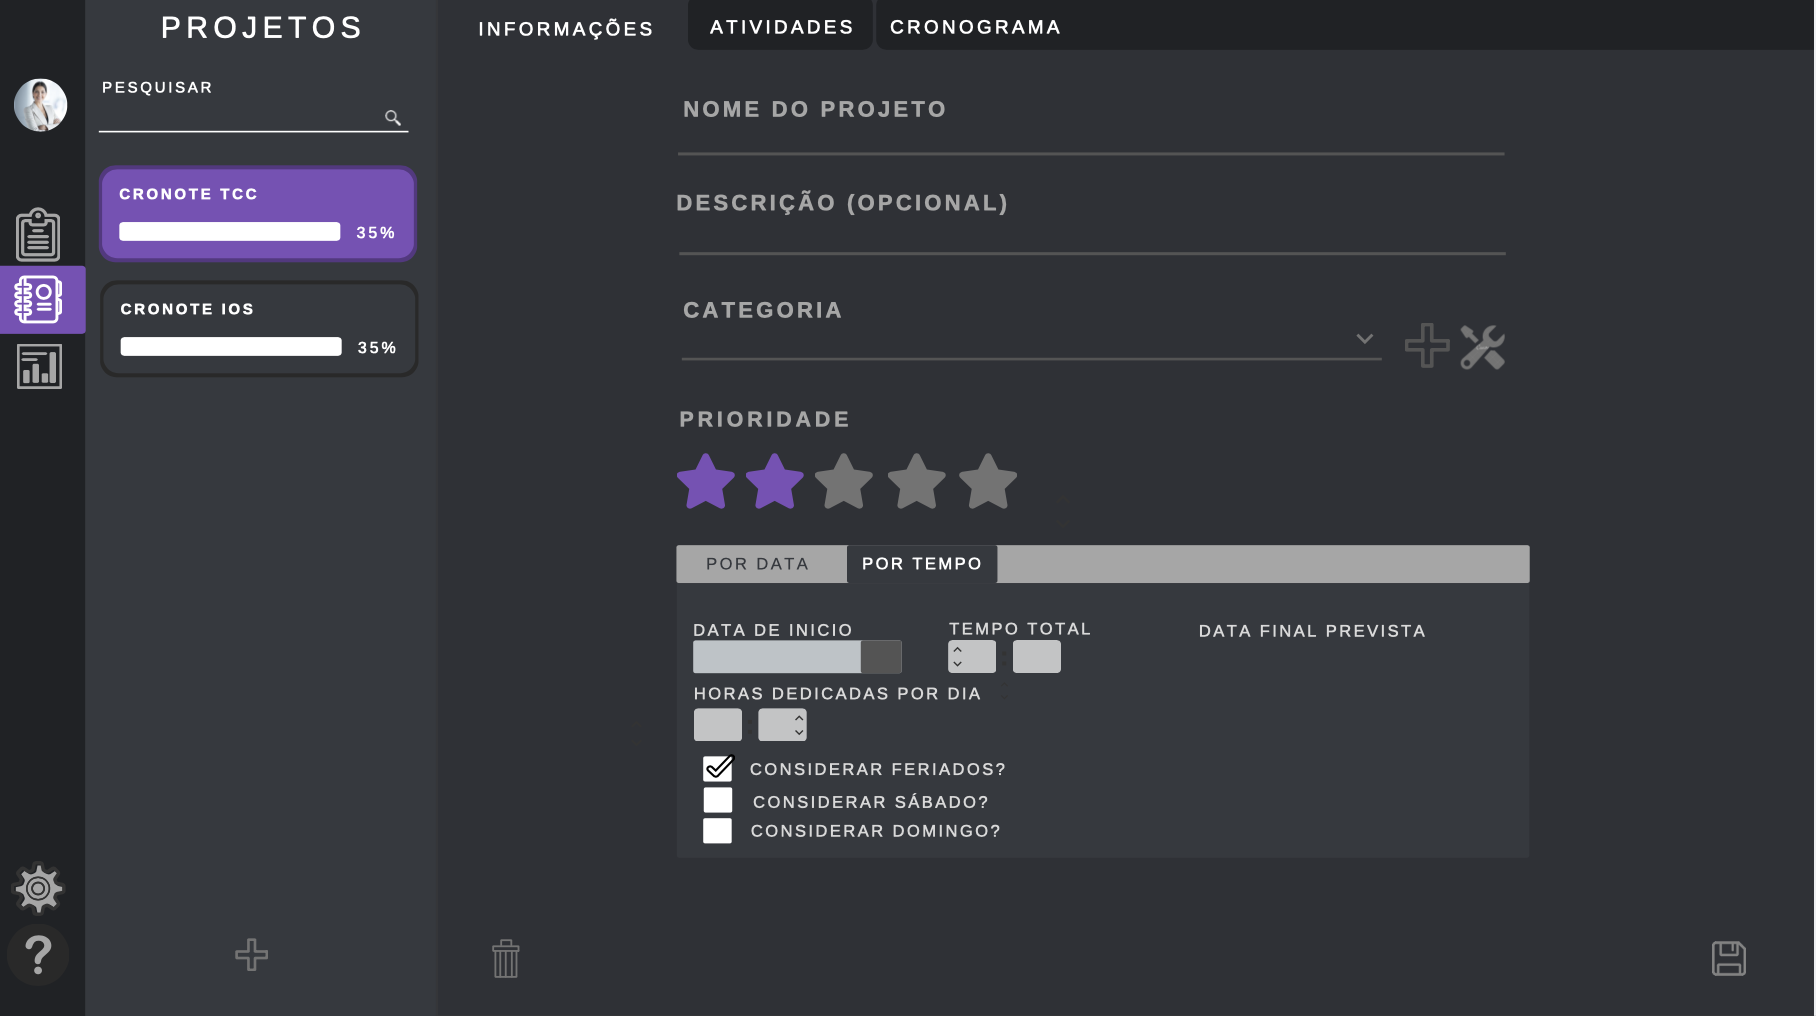 PROJETOS
PESQUISAR
CRONOTE TCC
35%
CRONOTE IOS
35%
?
INFORMAÇÕES
ATIVIDADES
CRONOGRAMA
NOME DO PROJETO
DESCRIÇÃO (OPCIONAL)
CATEGORIA
PRIORIDADE
POR DATA
POR TEMPO
DATA DE INICIO
TEMPO TOTAL
:
DATA FINAL PREVISTA
HORAS DEDICADAS POR DIA
:
CONSIDERAR FERIADOS?
CONSIDERAR SÁBADO?
CONSIDERAR DOMINGO?